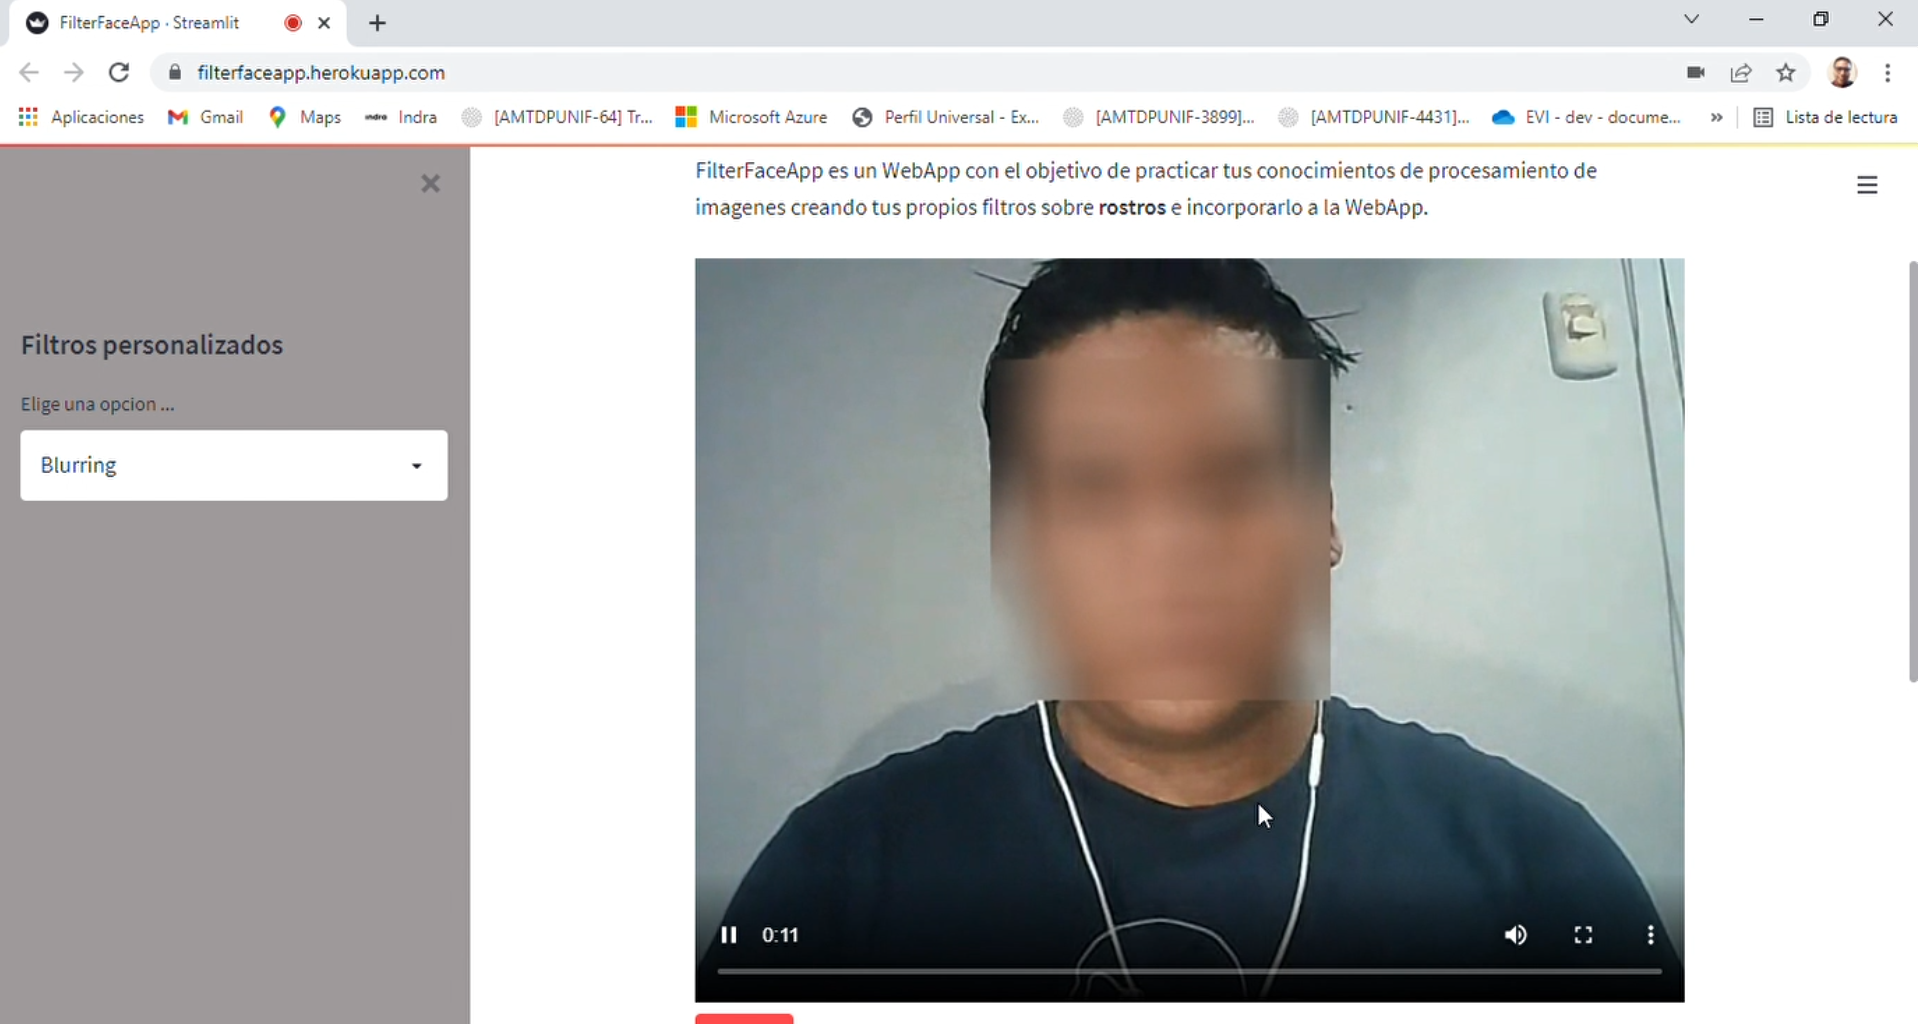 FilterFaceApp · Streamlit
filterfaceapp.herokuapp.com
Aplicaciones Gmail Maps indra Indra [AMTDPUNIF-64] Tr... Microsoft Azure Perfil Universal - Ex... [AMTDPUNIF-3899]... [AMTDPUNIF-4431]... EVI - dev - docume... » Lista de lectura
FilterFaceApp es un WebApp con el objetivo de practicar tus conocimientos de procesamiento de
imagenes creando tus propios filtros sobre rostros e incorporarlo a la WebApp.
Filtros personalizados
Elige una opcion ...
Blurring
0:11